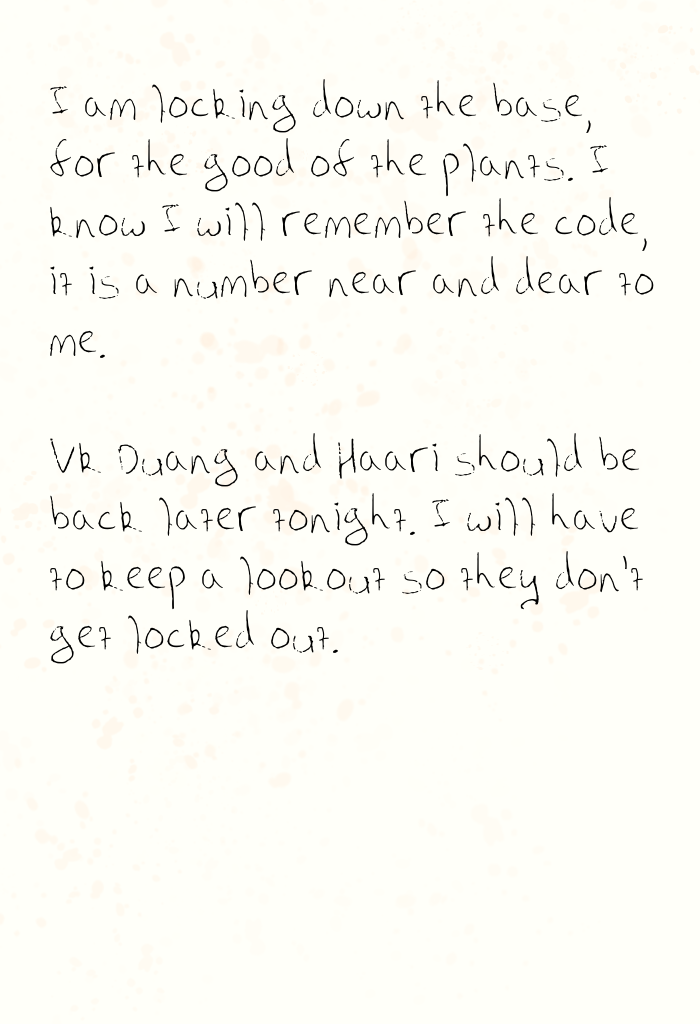 I am locking down the base,
for the good of the plants. I
know I will remember the code,
it is a number near and dear to
me.
Vk Duang and Haari should be
back later tonight. I will have
to keep a lookout so they don't
get locked out.